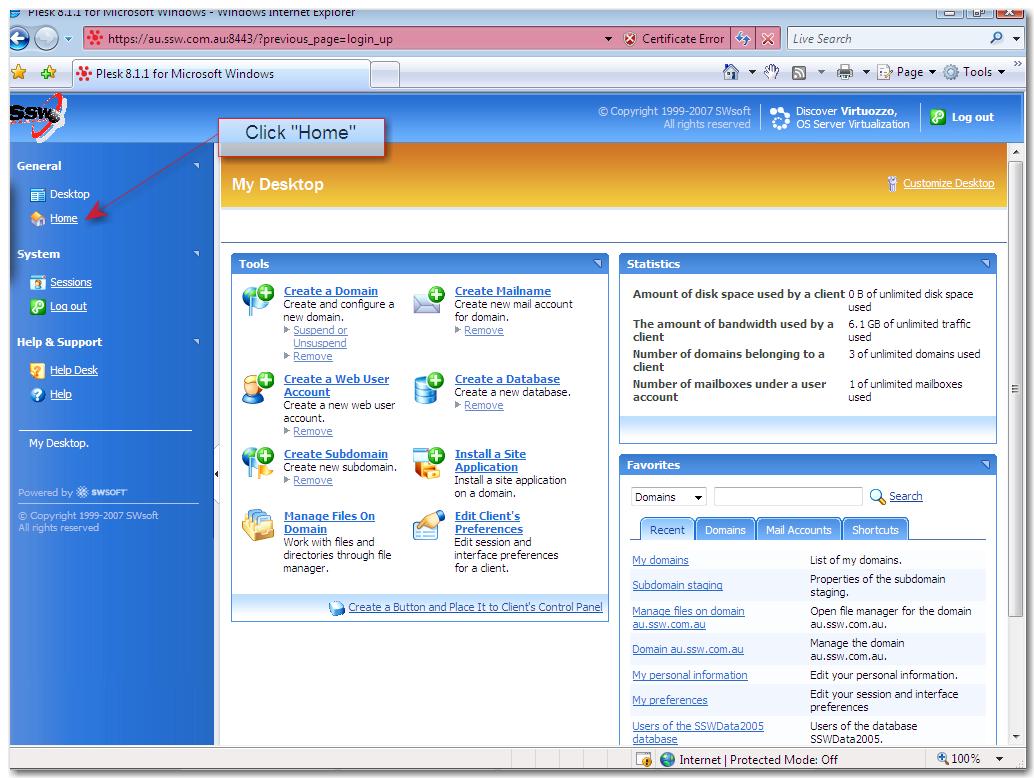 Plesk 8.1.1 for Microsoft Windows - Windows Internet Explorer
https://au.ssw.com.au:8443/?previous_page=login_up
Certificate Error
Live Search
Plesk 8.1.1 for Microsoft Windows
Page
Tools
»
SSW
© Copyright 1999-2007 SWsoft
All rights reserved
Discover Virtuozzo,
OS Server Virtualization
Log out
Click "Home"
General
Desktop
Home
System
Sessions
Log out
Help & Support
Help Desk
Help
My Desktop.
Powered by SWSOFT
© Copyright 1999-2007 SWsoft
All rights reserved
My Desktop
Customize Desktop
Tools
Create a Domain
Create and configure a
new domain.
Suspend or
Unsuspend
Remove
Create Mailname
Create new mail account
for domain.
Remove
Create a Web User
Account
Create a new web user
account.
Remove
Create a Database
Create a new database.
Remove
Create Subdomain
Create new subdomain.
Remove
Install a Site
Application
Install a site application
on a domain.
Manage Files On
Domain
Work with files and
directories through file
manager.
Edit Client's
Preferences
Edit session and
interface preferences
for a client.
Create a Button and Place It to Client's Control Panel
Statistics
Amount of disk space used by a client 0 B of unlimited disk space
used
The amount of bandwidth used by a 6.1 GB of unlimited traffic
client used
Number of domains belonging to a 3 of unlimited domains used
client
Number of mailboxes under a user 1 of unlimited mailboxes
account used
Favorites
Domains
Search
Recent Domains Mail Accounts Shortcuts
My domains List of my domains.
Subdomain staging Properties of the subdomain
staging.
Manage files on domain Open file manager for the domain
au.ssw.com.au au.ssw.com.au.
Domain au.ssw.com.au Manage the domain
au.ssw.com.au.
My personal information Edit your personal information.
My preferences Edit your session and interface
preferences
Users of the SSWData2005 Users of the database
database SSWData2005.
Internet | Protected Mode: Off
100%